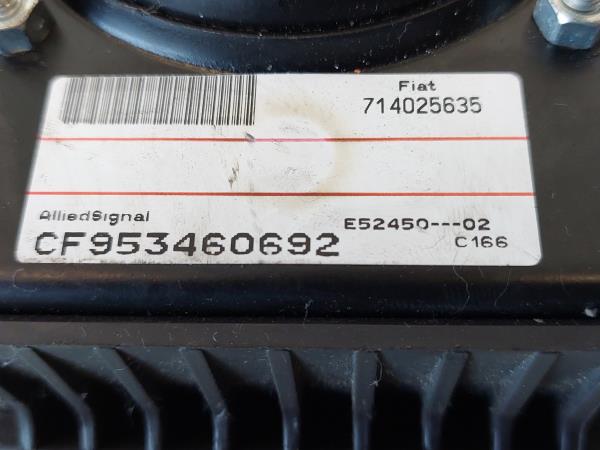 Fiat
714025635
AlliedSignal
E52450---02
CF953460692
C166